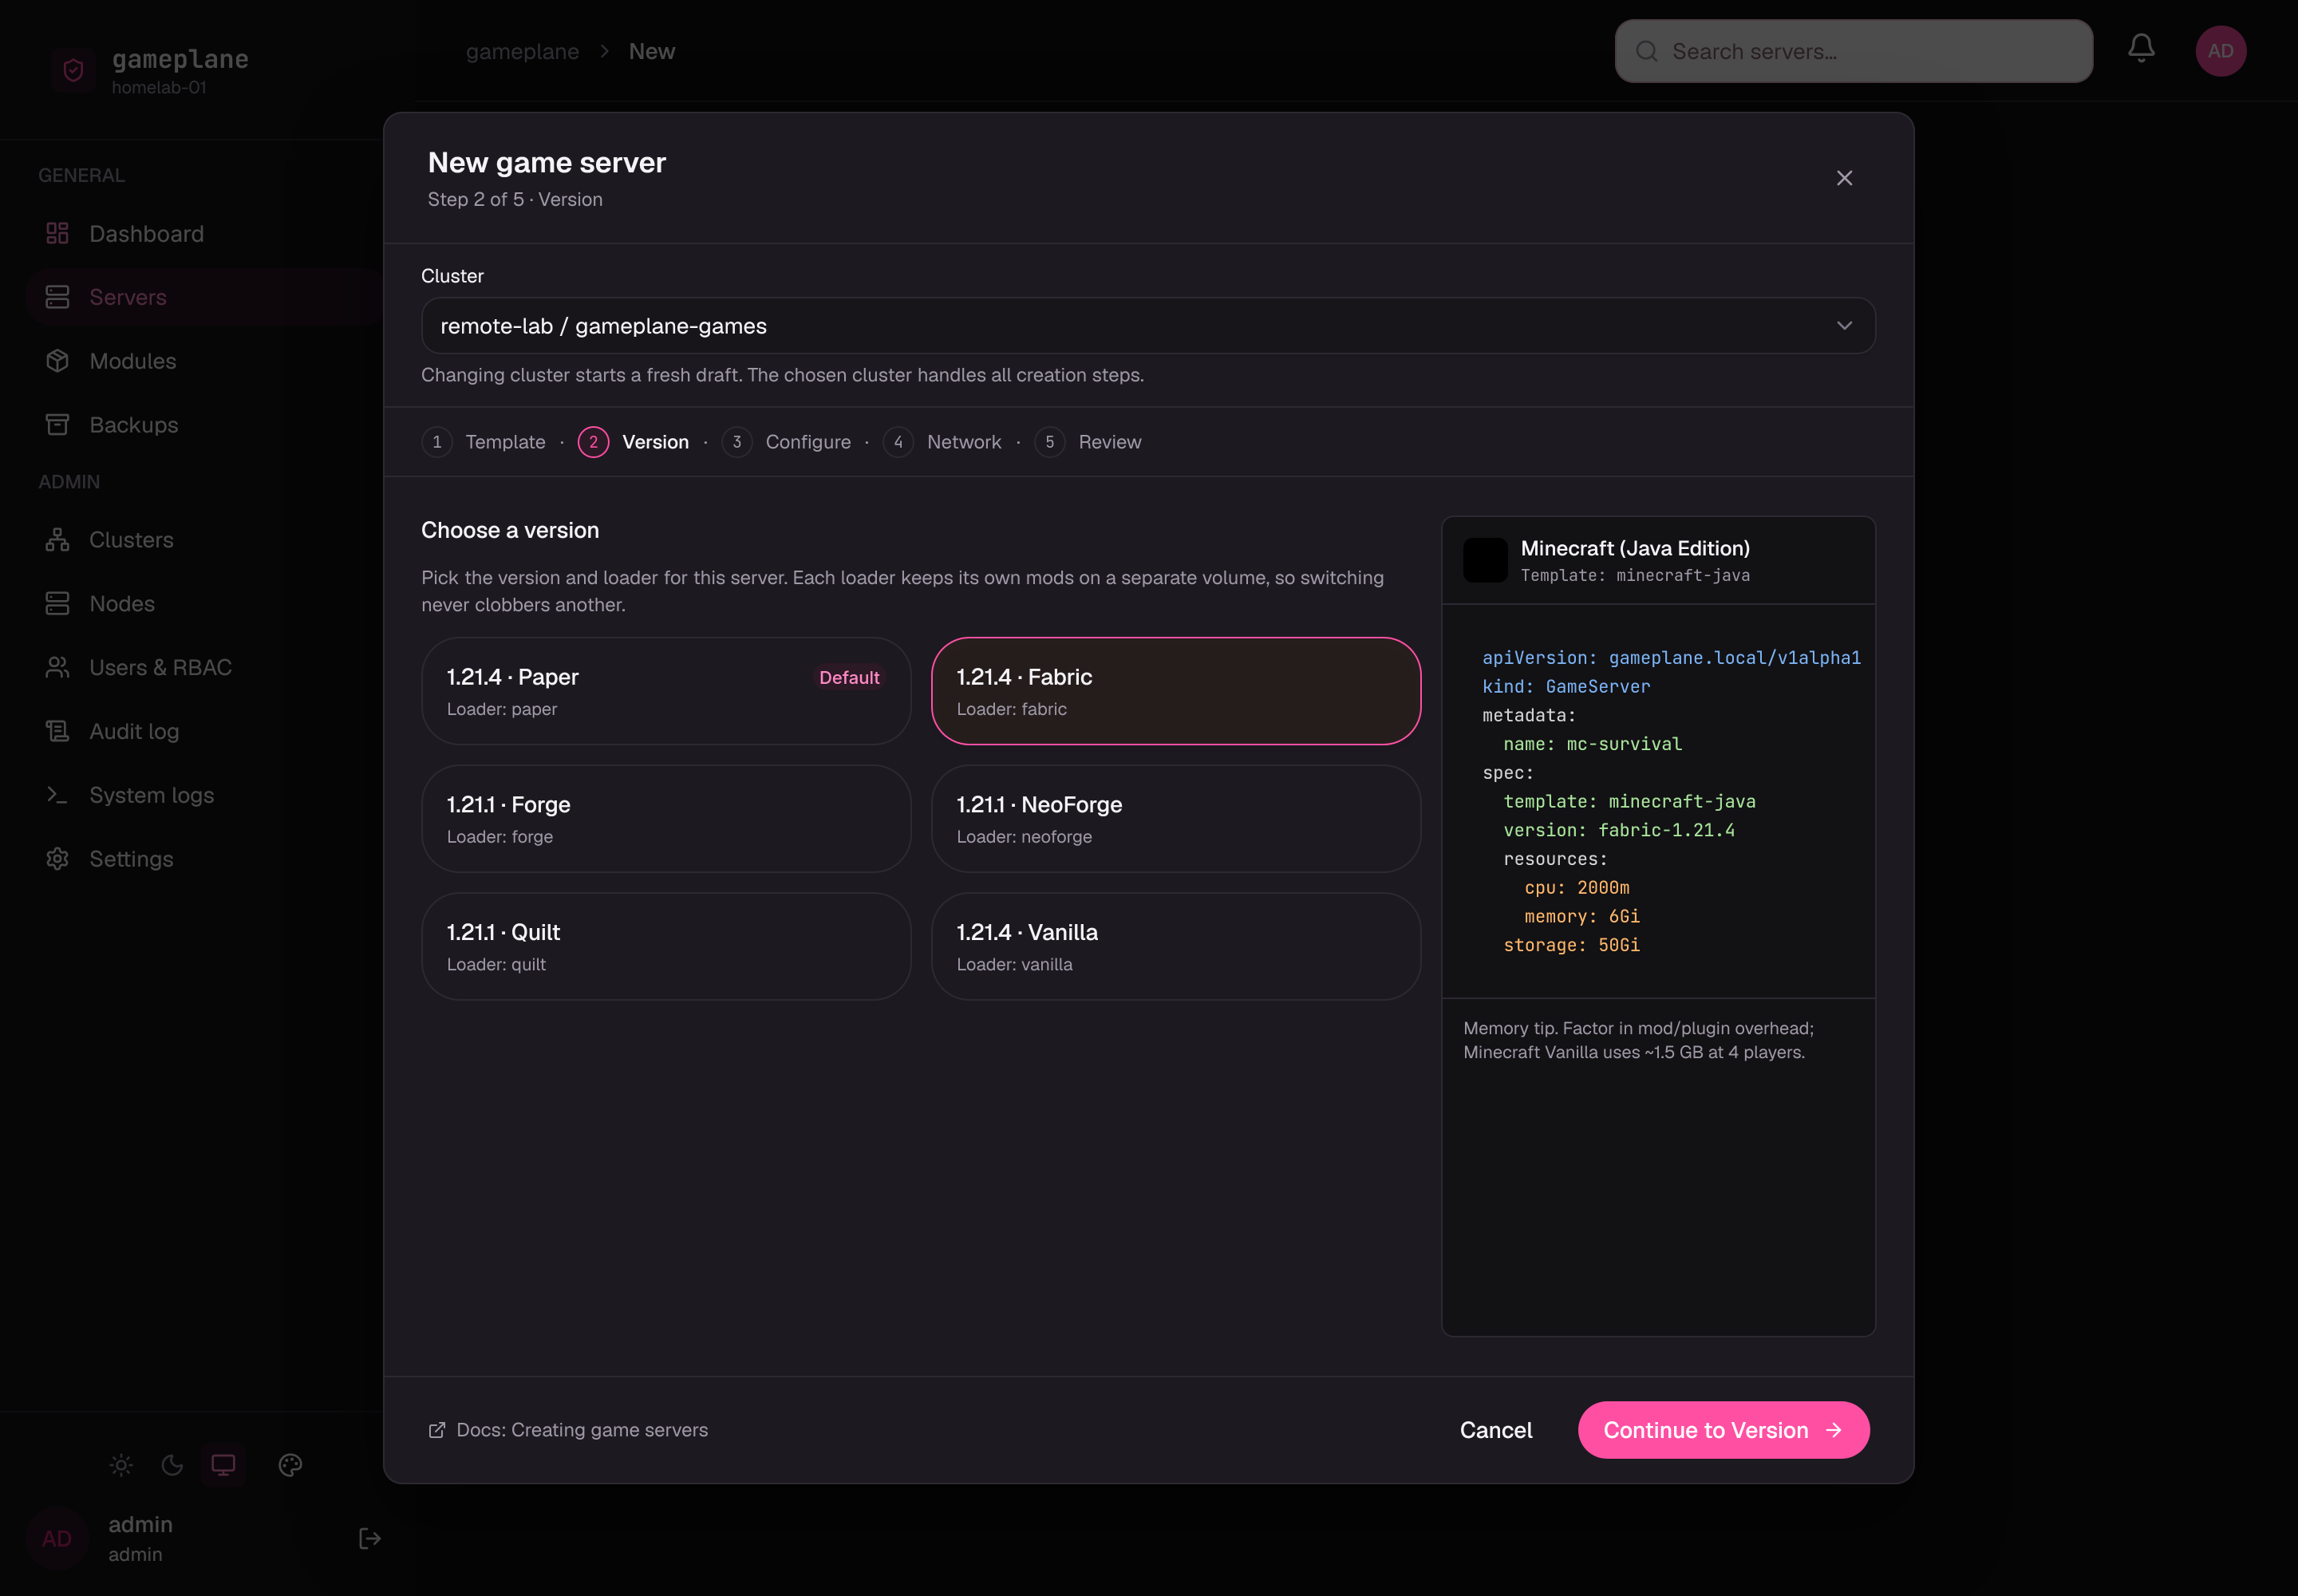 gameplane
homelab-01
gameplane > New
Search servers...
AD
GENERAL
Dashboard
Servers
Modules
Backups
ADMIN
Clusters
Nodes
Users & RBAC
Audit log
System logs
Settings
AD
admin
admin
New game server
Step 2 of 5 · Version
Cluster
remote-lab / gameplane-games
Changing cluster starts a fresh draft. The chosen cluster handles all creation steps.
1 Template · 2 Version · 3 Configure · 4 Network · 5 Review
Choose a version
Pick the version and loader for this server. Each loader keeps its own mods on a separate volume, so switching
never clobbers another.
1.21.4 · Paper Default
Loader: paper
1.21.4 · Fabric
Loader: fabric
1.21.1 · Forge
Loader: forge
1.21.1 · NeoForge
Loader: neoforge
1.21.1 · Quilt
Loader: quilt
1.21.4 · Vanilla
Loader: vanilla
Minecraft (Java Edition)
Template: minecraft-java
apiVersion: gameplane.local/v1alpha1
kind: GameServer
metadata:
name: mc-survival
spec:
template: minecraft-java
version: fabric-1.21.4
resources:
cpu: 2000m
memory: 6Gi
storage: 50Gi
Memory tip. Factor in mod/plugin overhead;
Minecraft Vanilla uses ~1.5 GB at 4 players.
Docs: Creating game servers
Cancel
Continue to Version